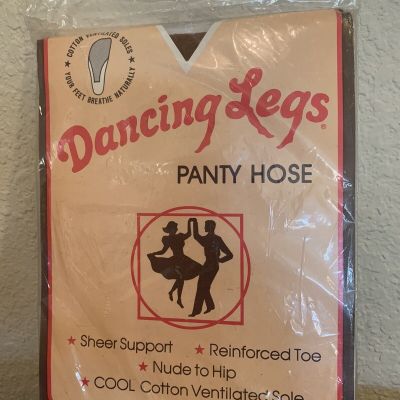 ★ COTTON VENTILATED SOLES ★
YOUR FEET BREATHE NATURALLY
Dancing Legs®
PANTY HOSE
★ Sheer Support ★ Reinforced Toe
★ Nude to Hip
★ COOL Cotton Ventilated Sole